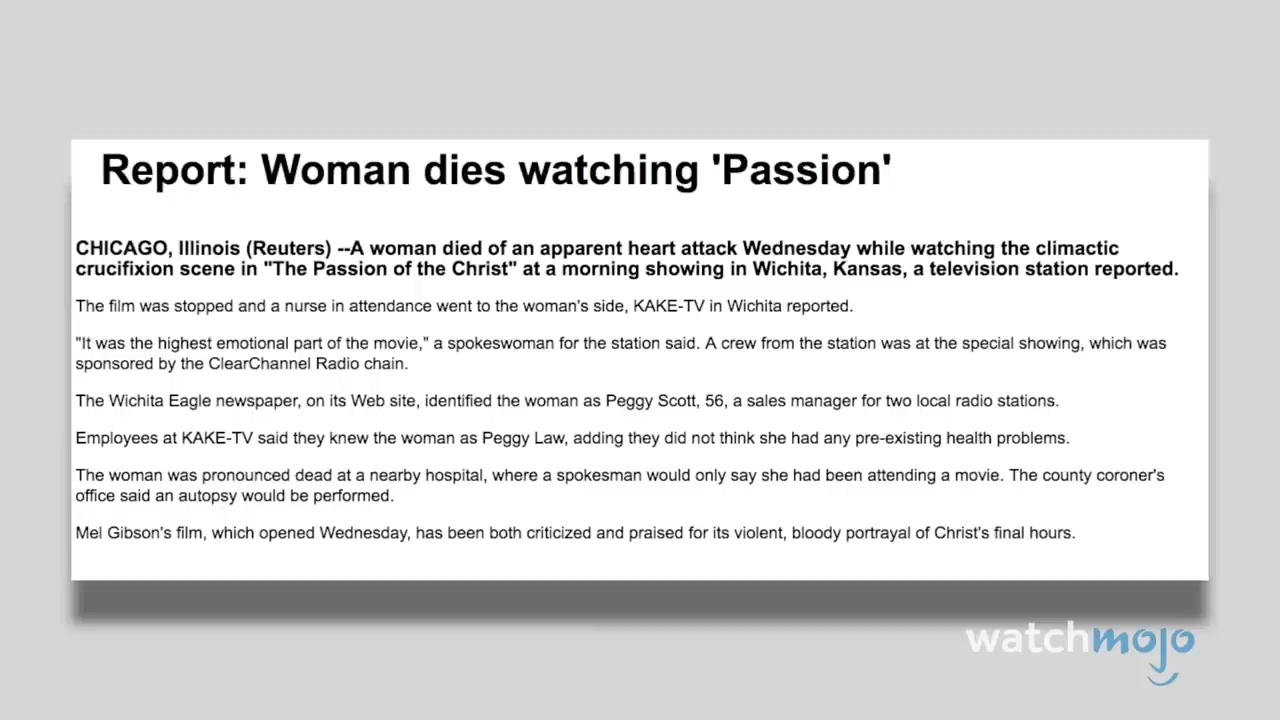 Report: Woman dies watching 'Passion'
CHICAGO, Illinois (Reuters) --A woman died of an apparent heart attack Wednesday while watching the climactic
crucifixion scene in "The Passion of the Christ" at a morning showing in Wichita, Kansas, a television station reported.
The film was stopped and a nurse in attendance went to the woman's side, KAKE-TV in Wichita reported.
"It was the highest emotional part of the movie," a spokeswoman for the station said. A crew from the station was at the special showing, which was
sponsored by the ClearChannel Radio chain.
The Wichita Eagle newspaper, on its Web site, identified the woman as Peggy Scott, 56, a sales manager for two local radio stations.
Employees at KAKE-TV said they knew the woman as Peggy Law, adding they did not think she had any pre-existing health problems.
The woman was pronounced dead at a nearby hospital, where a spokesman would only say she had been attending a movie. The county coroner's
office said an autopsy would be performed.
Mel Gibson's film, which opened Wednesday, has been both criticized and praised for its violent, bloody portrayal of Christ's final hours.
watchmojo